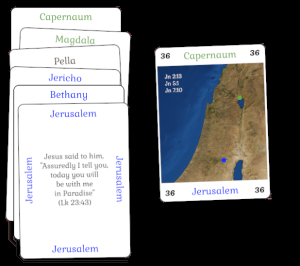 Capernaum
Magdala
Pella
Jericho
Bethany
Jerusalem
Jerusalem
Jerusalem
Jesus said to him,
"Assuredly I tell you,
today you will
be with me
in Paradise"
(Lk 23:43)
Jerusalem
36 Capernaum 36
Jn 2:13
Jn 5:1
Jn 7:10
36 Jerusalem 36